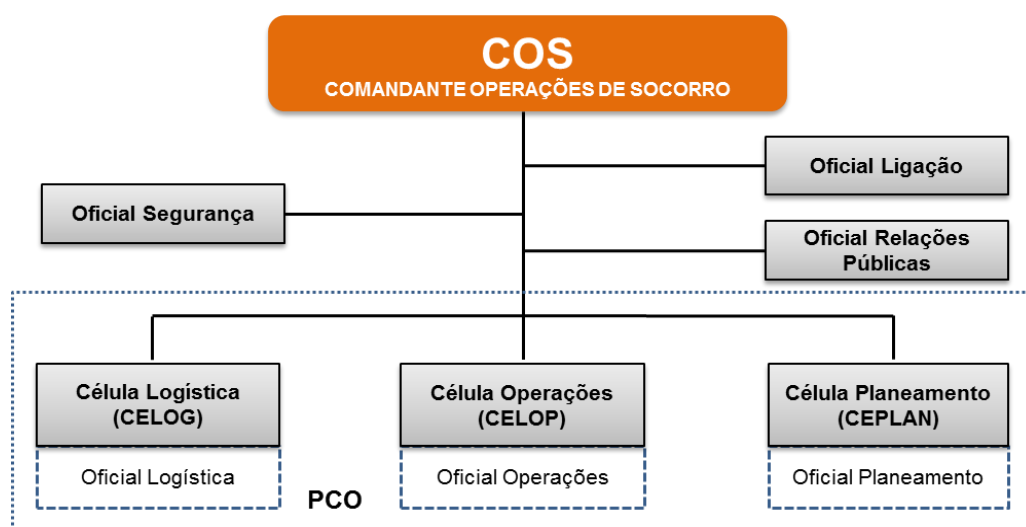 COS
COMANDANTE OPERAÇÕES DE SOCORRO
Oficial Ligação
Oficial Segurança
Oficial Relações
Públicas
Célula Logística
(CELOG)
Oficial Logística
Célula Operações
(CELOP)
Oficial Operações
Célula Planeamento
(CEPLAN)
Oficial Planeamento
PCO